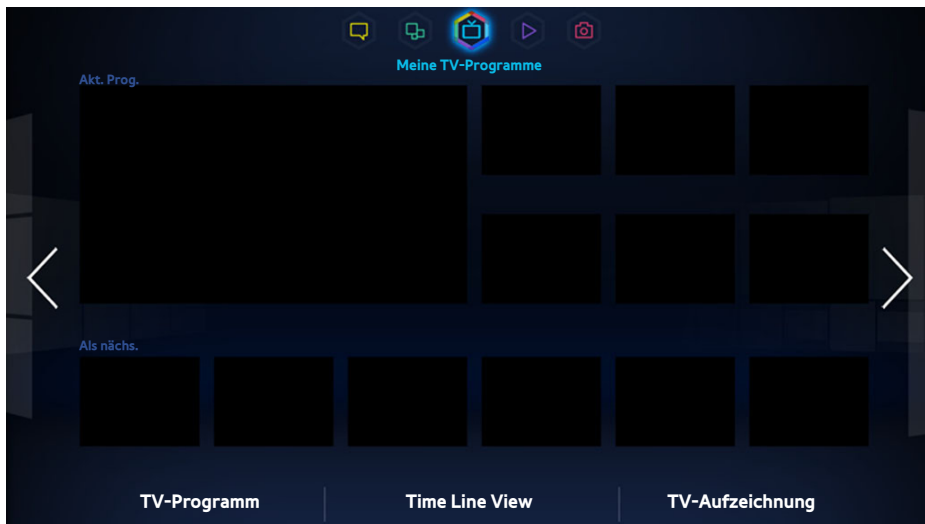 Meine TV-Programme
Akt. Prog.
Als nächs.
TV-Programm
Time Line View
TV-Aufzeichnung